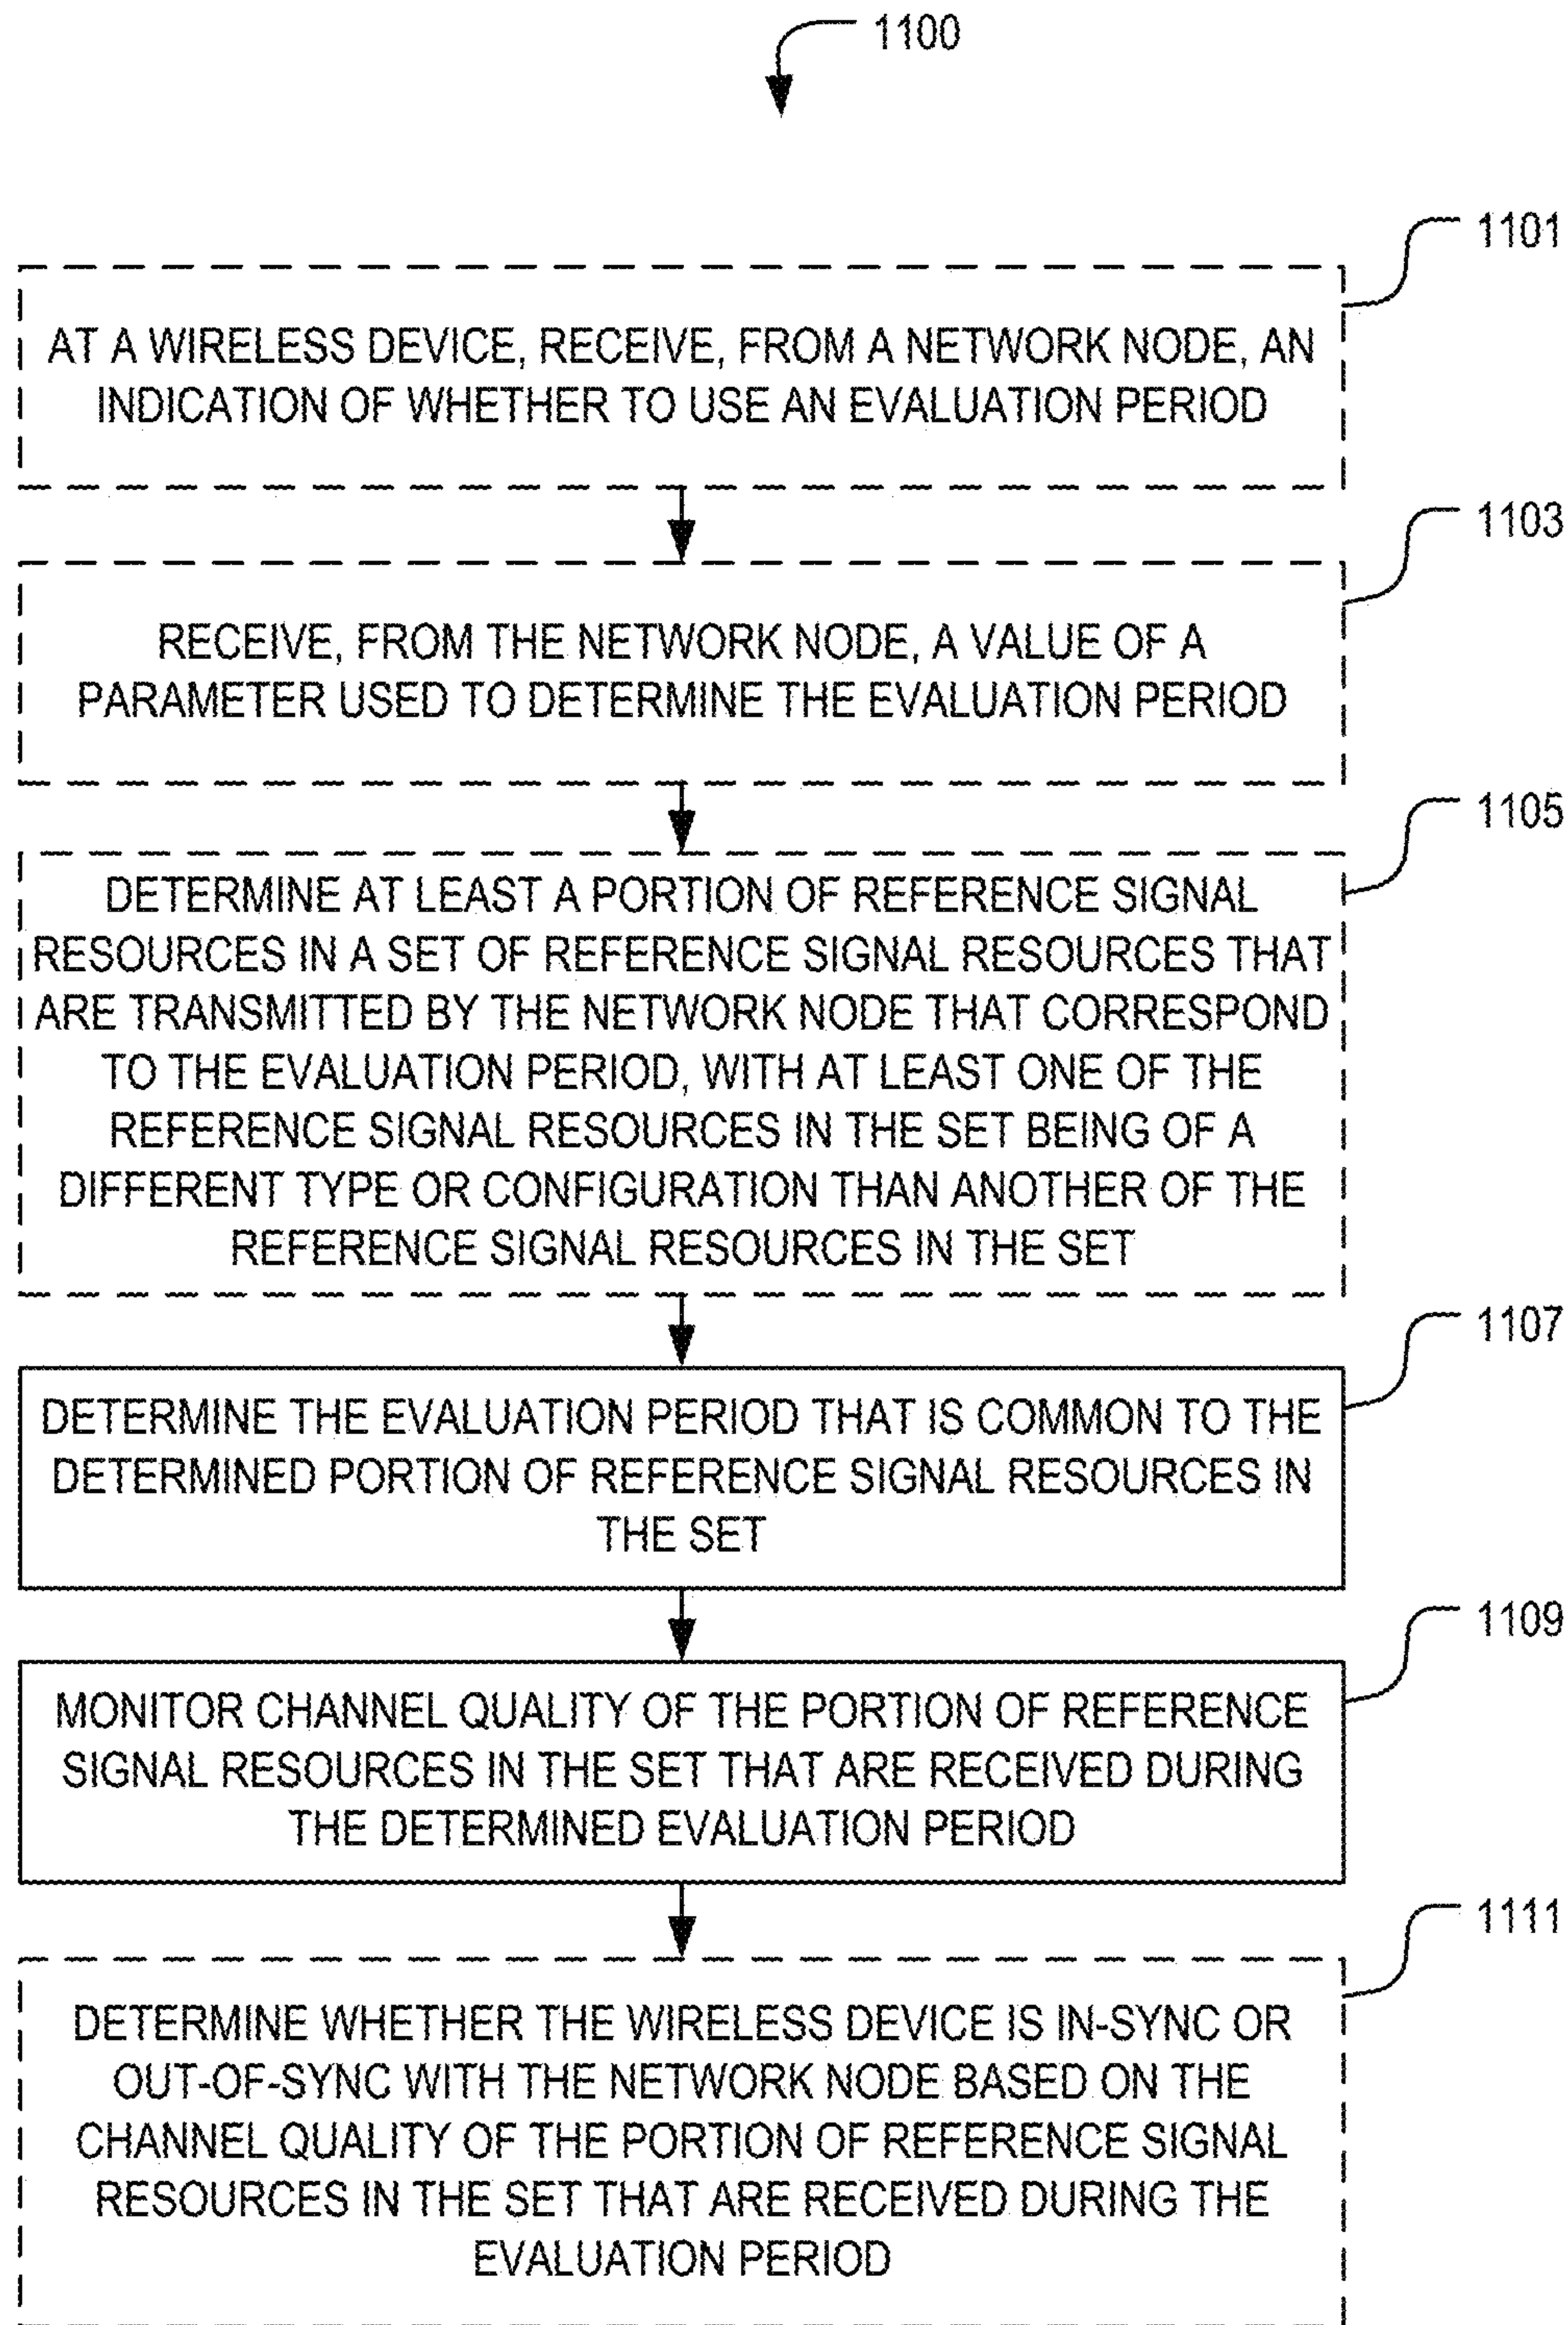 1100
1101
AT A WIRELESS DEVICE, RECEIVE, FROM A NETWORK NODE, AN
INDICATION OF WHETHER TO USE AN EVALUATION PERIOD
1103
RECEIVE, FROM THE NETWORK NODE, A VALUE OF A
PARAMETER USED TO DETERMINE THE EVALUATION PERIOD
1105
DETERMINE AT LEAST A PORTION OF REFERENCE SIGNAL
RESOURCES IN A SET OF REFERENCE SIGNAL RESOURCES THAT
ARE TRANSMITTED BY THE NETWORK NODE THAT CORRESPOND
TO THE EVALUATION PERIOD, WITH AT LEAST ONE OF THE
REFERENCE SIGNAL RESOURCES IN THE SET BEING OF A
DIFFERENT TYPE OR CONFIGURATION THAN ANOTHER OF THE
REFERENCE SIGNAL RESOURCES IN THE SET
1107
DETERMINE THE EVALUATION PERIOD THAT IS COMMON TO THE
DETERMINED PORTION OF REFERENCE SIGNAL RESOURCES IN
THE SET
1109
MONITOR CHANNEL QUALITY OF THE PORTION OF REFERENCE
SIGNAL RESOURCES IN THE SET THAT ARE RECEIVED DURING
THE DETERMINED EVALUATION PERIOD
1111
DETERMINE WHETHER THE WIRELESS DEVICE IS IN-SYNC OR
OUT-OF-SYNC WITH THE NETWORK NODE BASED ON THE
CHANNEL QUALITY OF THE PORTION OF REFERENCE SIGNAL
RESOURCES IN THE SET THAT ARE RECEIVED DURING THE
EVALUATION PERIOD